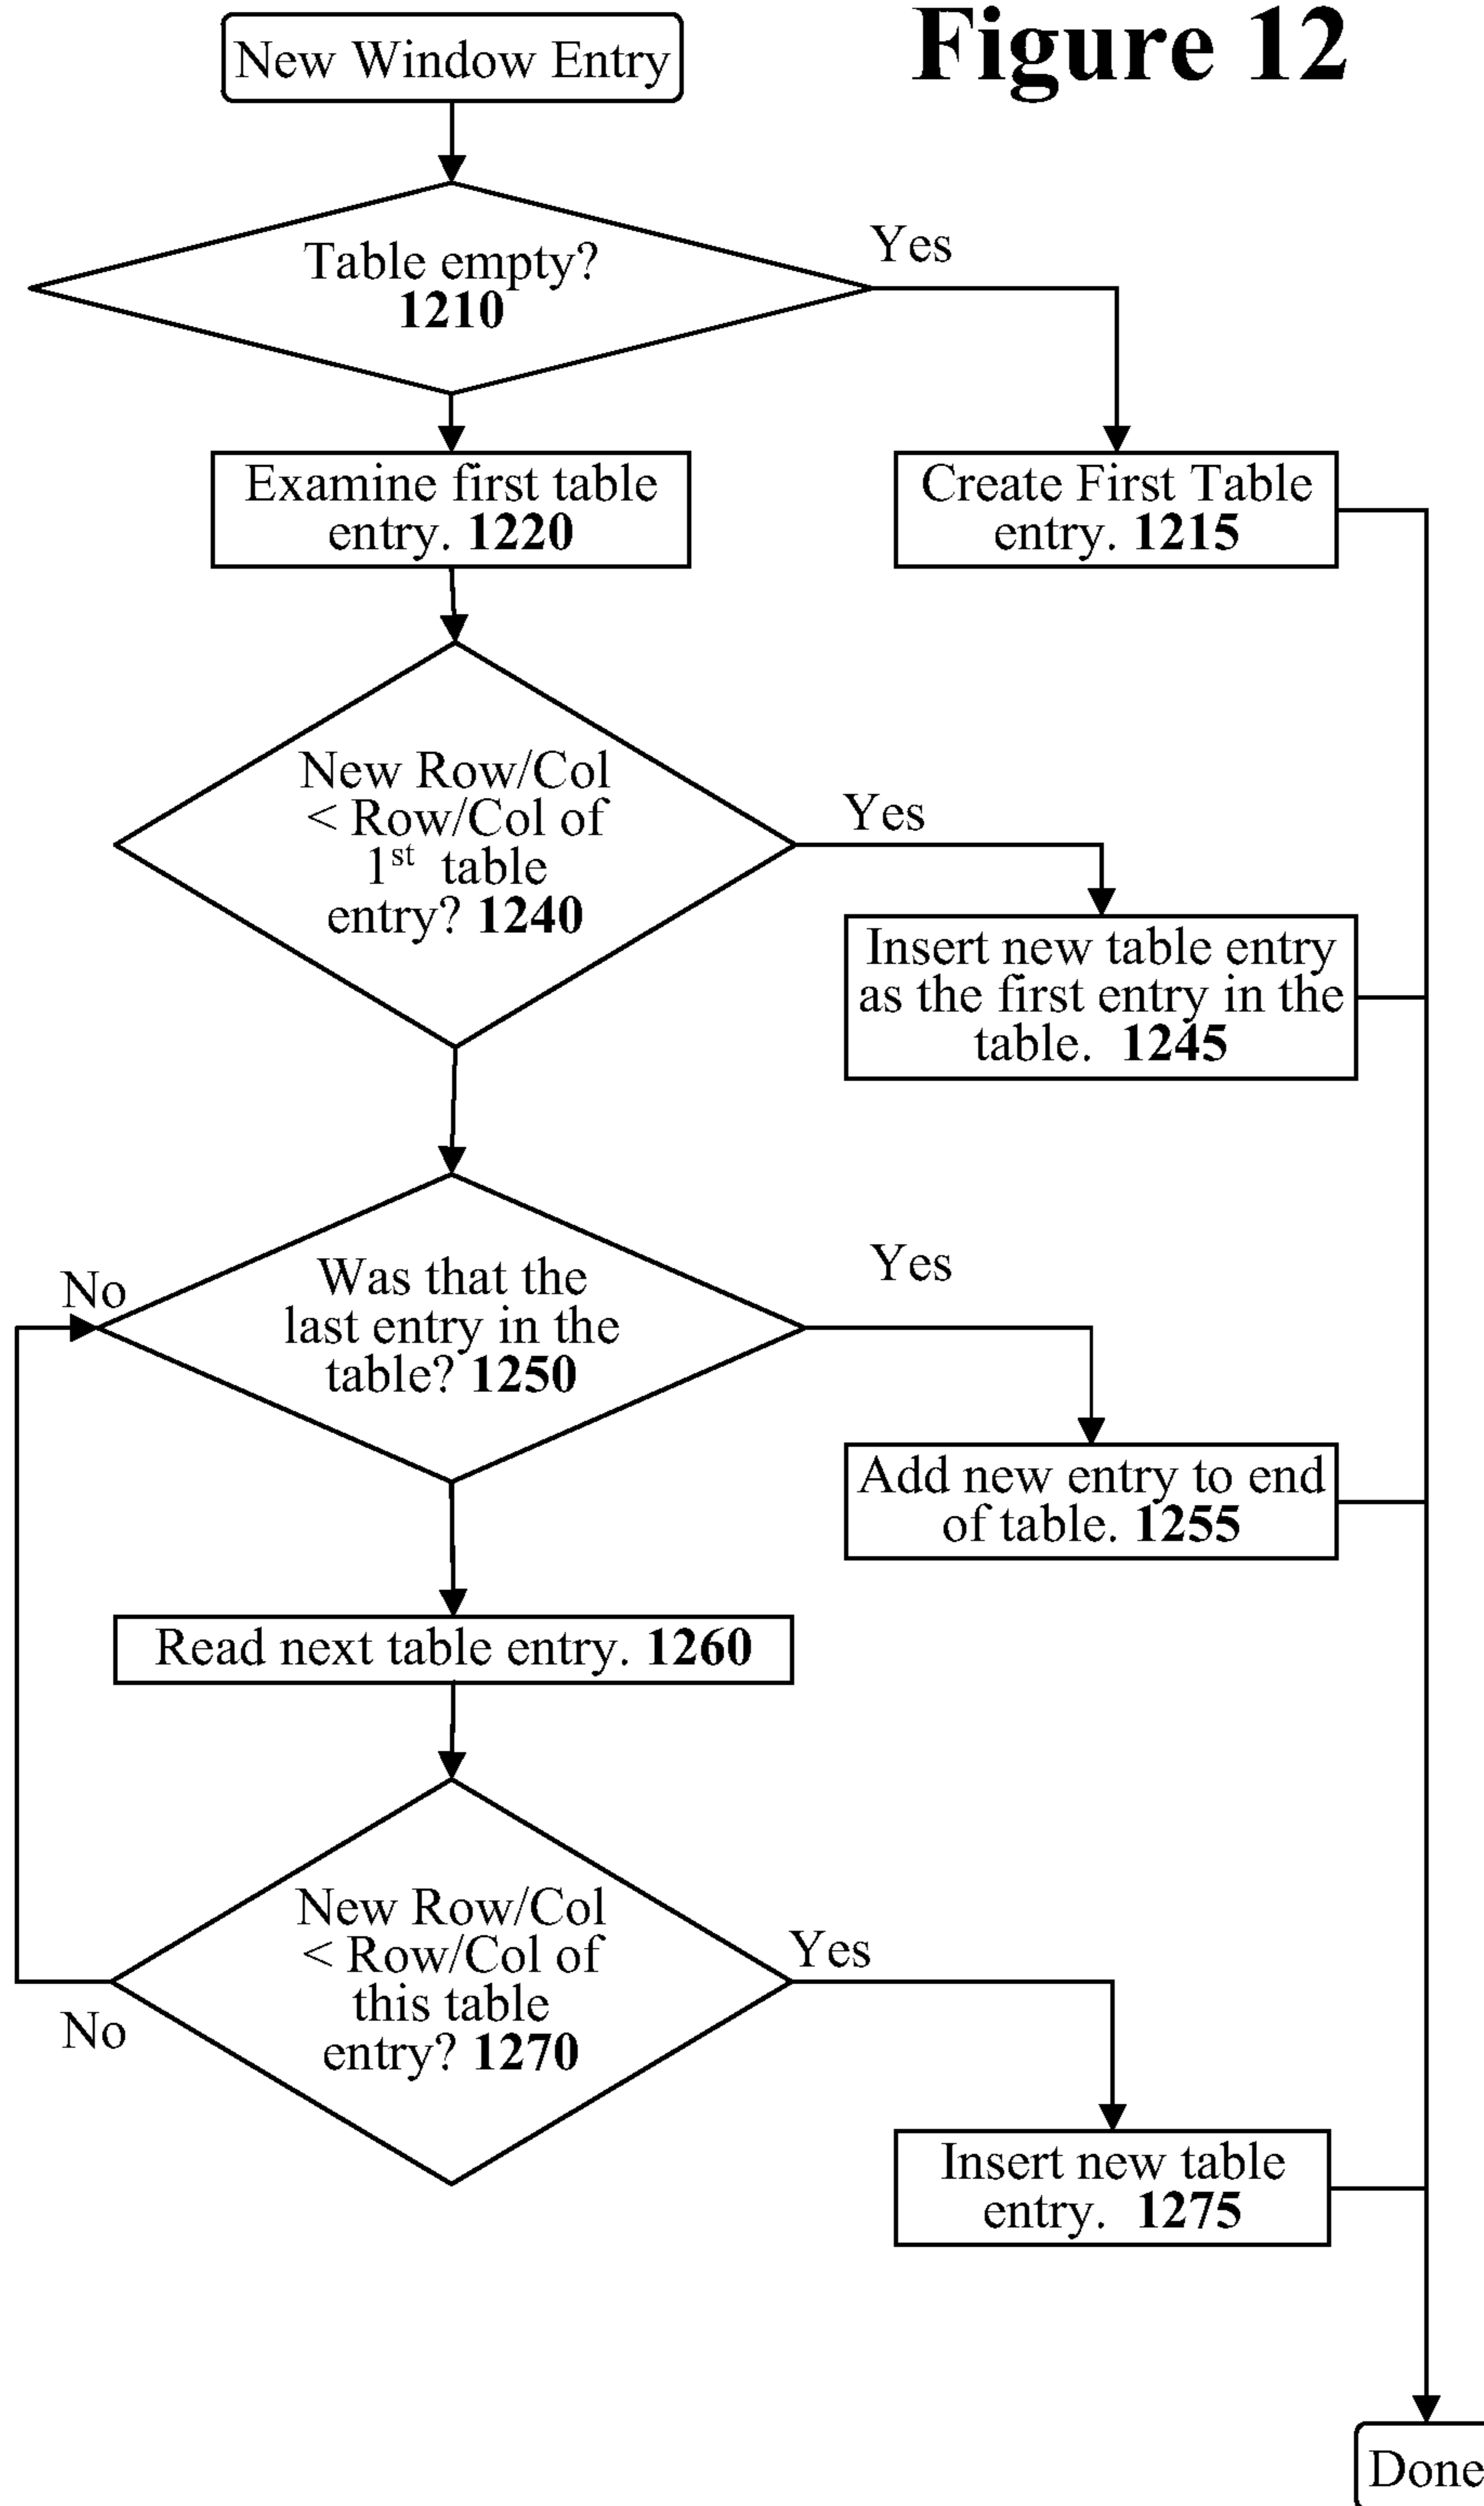 Figure 12
New Window Entry
Table empty?
1210
Yes
Examine first table
entry. 1220
Create First Table
entry. 1215
New Row/Col
< Row/Col of
1st table
entry? 1240
Yes
Insert new table entry
as the first entry in the
table. 1245
No
Was that the
last entry in the
table? 1250
Yes
Add new entry to end
of table. 1255
Read next table entry. 1260
New Row/Col
< Row/Col of
this table
entry? 1270
Yes
No
Insert new table
entry. 1275
Done